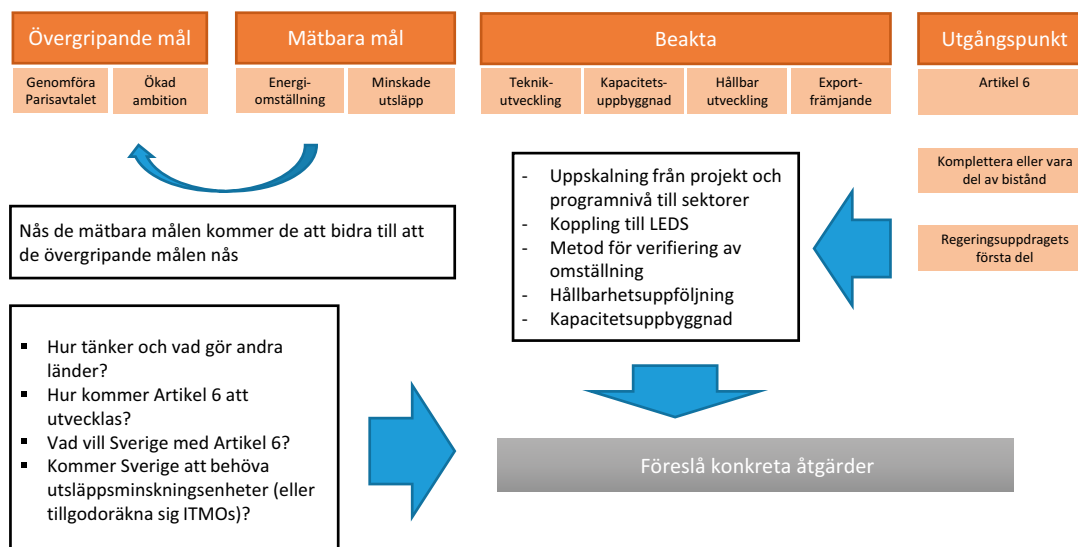 Övergripande mål
Genomföra
Parisavtalet
Ökad
ambition
Mätbara mål
Energi-
omställning
Minskade
utsläpp
Beakta
Teknik-
utveckling
Kapacitets-
uppbyggnad
Hållbar
utveckling
Export-
främjande
Utgångspunkt
Artikel 6
Komplettera eller vara
del av bistånd
Regeringsuppdragets
första del
Nås de mätbara målen kommer de att bidra till att
de övergripande målen nås
- Uppskalning från projekt och
programnivå till sektorer
- Koppling till LEDS
- Metod för verifiering av
omställning
- Hållbarhetsuppföljning
- Kapacitetsuppbyggnad
▪ Hur tänker och vad gör andra
länder?
▪ Hur kommer Artikel 6 att
utvecklas?
▪ Vad vill Sverige med Artikel 6?
▪ Kommer Sverige att behöva
utsläppsminskningsenheter (eller
tillgodoräkna sig ITMOs)?
Föreslå konkreta åtgärder